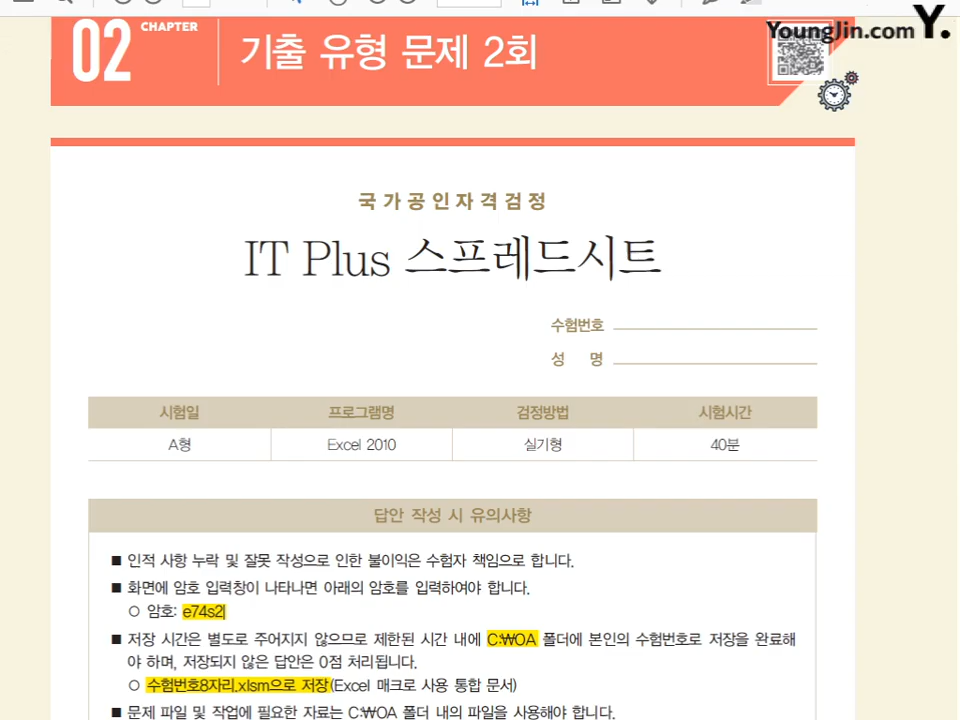 02
CHAPTER
기출 유형 문제 2회
YoungJin.com Y.
국가공인자격검정
IT Plus 스프레드시트
수험번호
성 명
시험일 프로그램명 검정방법 시험시간
A형 Excel 2010 실기형 40분
답안 작성 시 유의사항
■ 인적 사항 누락 및 잘못 작성으로 인한 불이익은 수험자 책임으로 합니다.
■ 화면에 암호 입력창이 나타나면 아래의 암호를 입력하여야 합니다.
○ 암호: e74s2|
■ 저장 시간은 별도로 주어지지 않으므로 제한된 시간 내에 C:₩OA 폴더에 본인의 수험번호로 저장을 완료해
야 하며, 저장되지 않은 답안은 0점 처리됩니다.
○ 수험번호8자리.xlsm으로 저장(Excel 매크로 사용 통합 문서)
■ 문제 파일 및 작업에 필요한 자료는 C:₩OA 폴더 내의 파일을 사용해야 합니다.